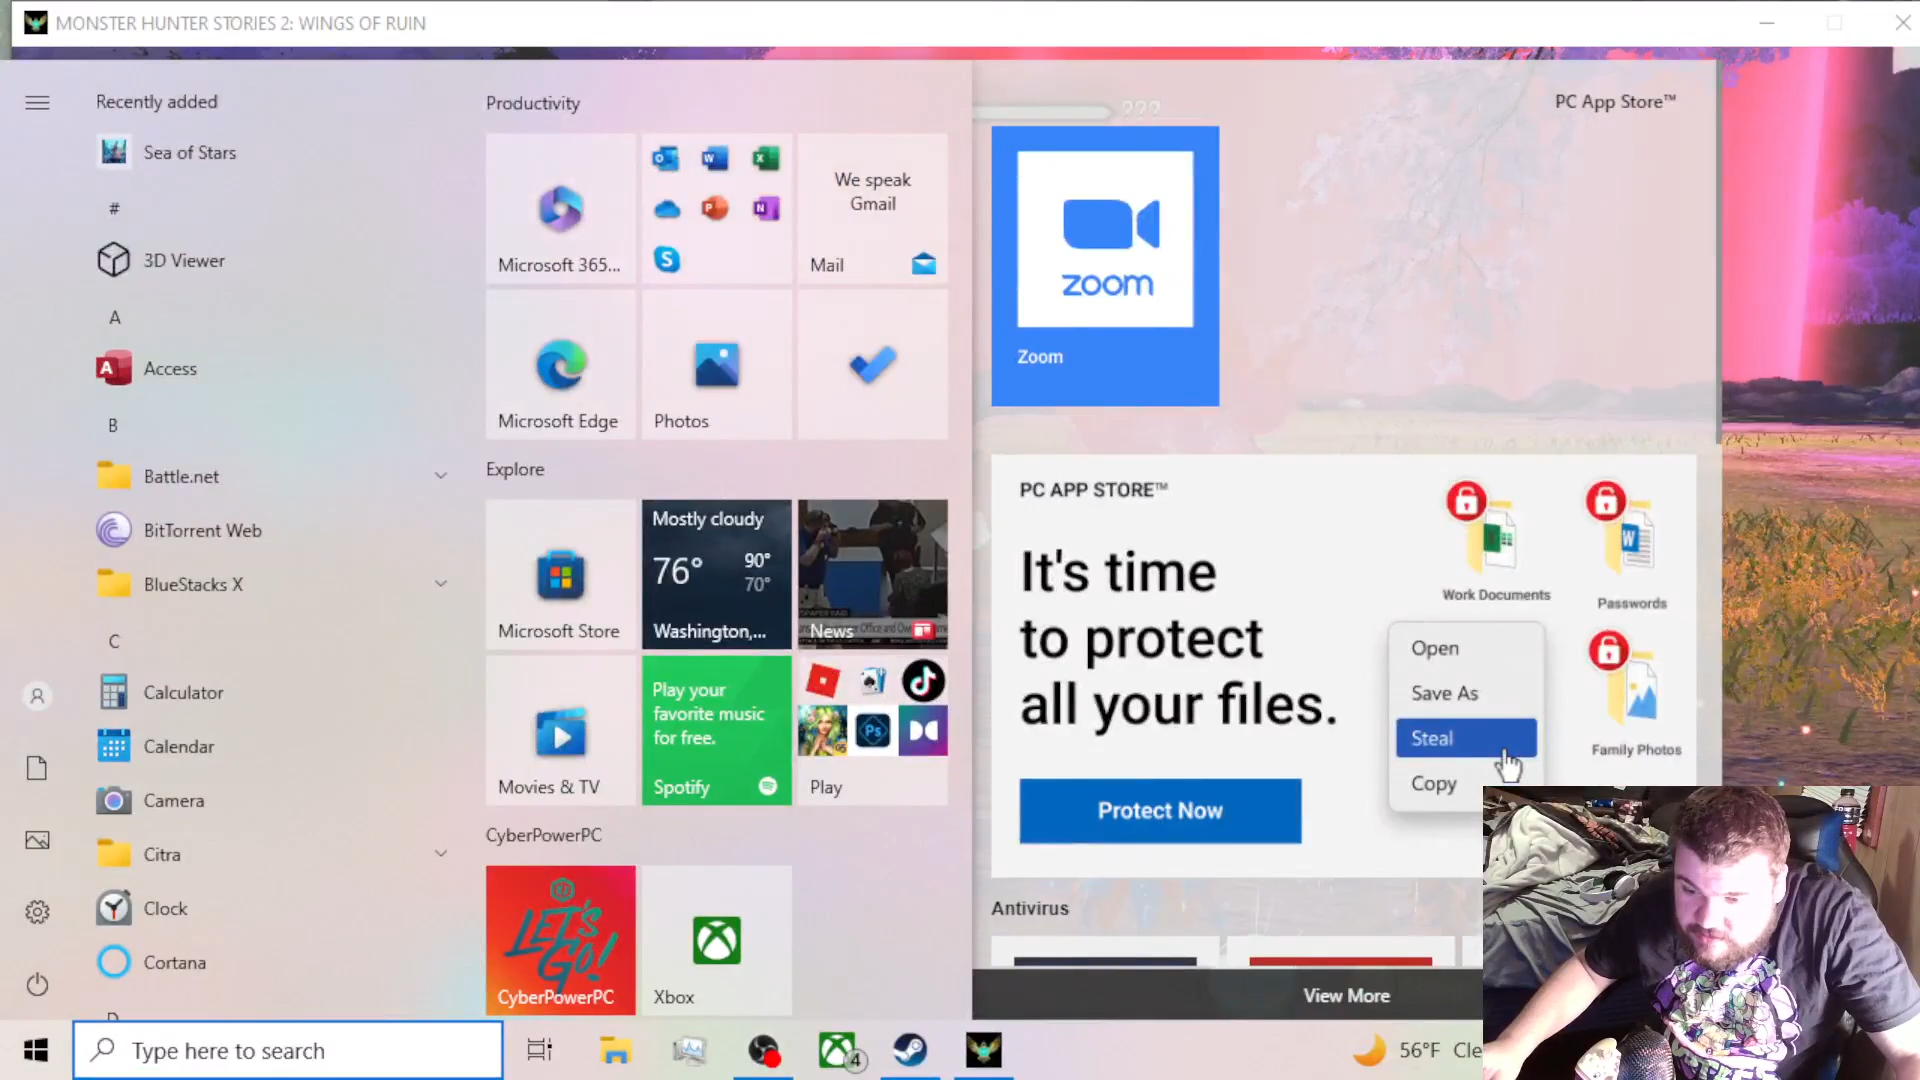 MONSTER HUNTER STORIES 2: WINGS OF RUIN
Recently added
Sea of Stars
#
3D Viewer
A
Access
B
Battle.net
BitTorrent Web
BlueStacks X
C
Calculator
Calendar
Camera
Citra
Clock
Cortana
Productivity
Microsoft 365...
We speak
Gmail
Mail
Microsoft Edge
Photos
Explore
Microsoft Store
Mostly cloudy
76° 90°
70°
Washington,...
News
Movies & TV
Play your
favorite music
for free.
Spotify
Play
CyberPowerPC
LET'S
GO!
CyberPowerPC
Xbox
???
PC App Store™
zoom
Zoom
PC APP STORE™
It's time
to protect
all your files.
Protect Now
Work Documents
Passwords
Family Photos
Open
Save As
Steal
Copy
Antivirus
View More
Type here to search
4
56°F Cle